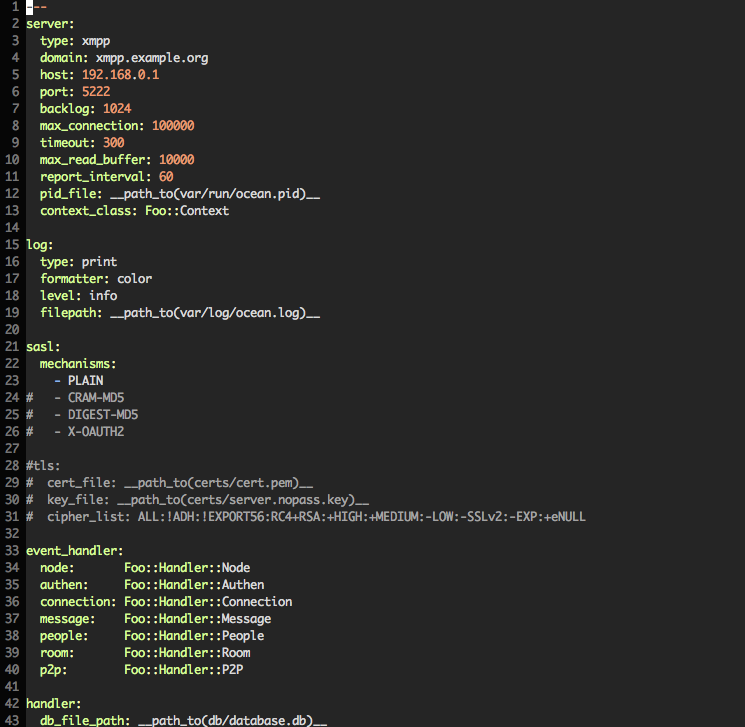 1 ---
2 server:
3   type: xmpp
4   domain: xmpp.example.org
5   host: 192.168.0.1
6   port: 5222
7   backlog: 1024
8   max_connection: 100000
9   timeout: 300
10   max_read_buffer: 10000
11   report_interval: 60
12   pid_file: __path_to(var/run/ocean.pid)__
13   context_class: Foo::Context
14
15 log:
16   type: print
17   formatter: color
18   level: info
19   filepath: __path_to(var/log/ocean.log)__
20
21 sasl:
22   mechanisms:
23     - PLAIN
24 #   - CRAM-MD5
25 #   - DIGEST-MD5
26 #   - X-OAUTH2
27
28 #tls:
29 #  cert_file: __path_to(certs/cert.pem)__
30 #  key_file: __path_to(certs/server.nopass.key)__
31 #  cipher_list: ALL:!ADH:!EXPORT56:RC4+RSA:+HIGH:+MEDIUM:-LOW:-SSLv2:-EXP:+eNULL
32
33 event_handler:
34   node:       Foo::Handler::Node
35   authen:     Foo::Handler::Authen
36   connection: Foo::Handler::Connection
37   message:    Foo::Handler::Message
38   people:     Foo::Handler::People
39   room:       Foo::Handler::Room
40   p2p:        Foo::Handler::P2P
41
42 handler:
43   db_file_path: __path_to(db/database.db)__